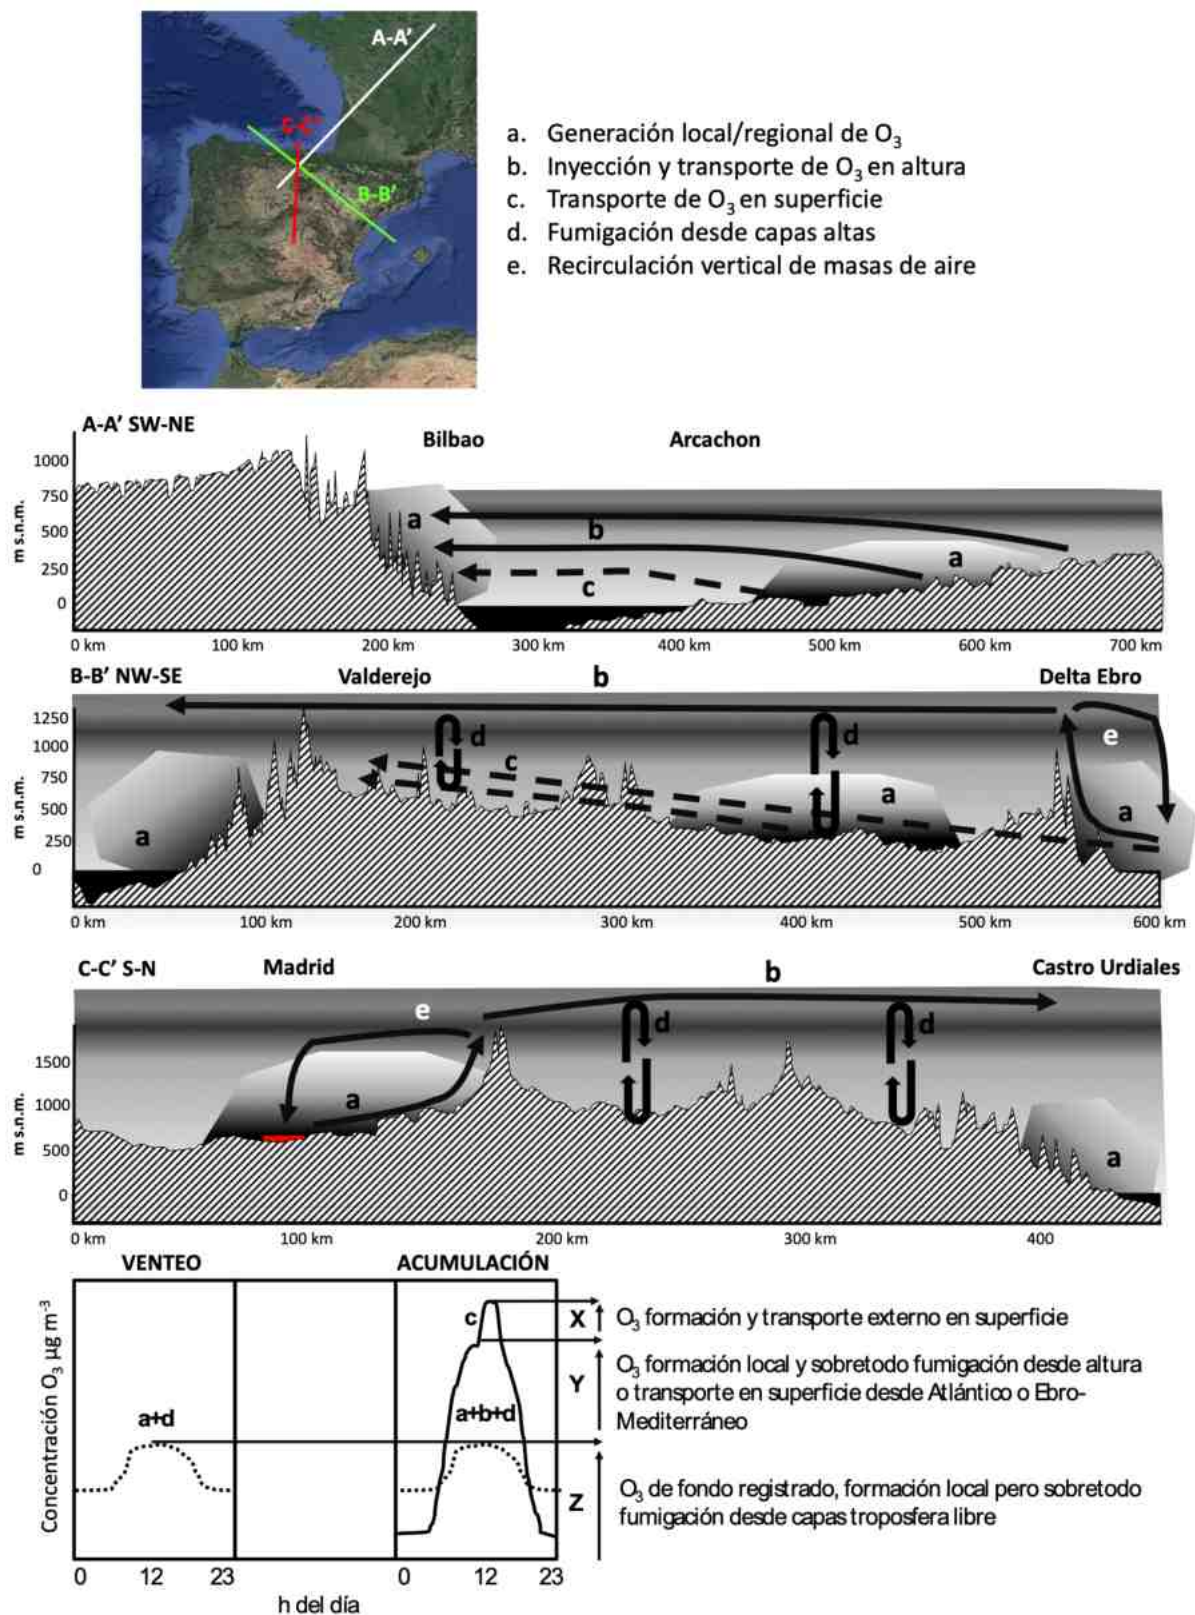 A-A'
C-C'
B-B'
a. Generación local/regional de O₃
b. Inyección y transporte de O₃ en altura
c. Transporte de O₃ en superficie
d. Fumigación desde capas altas
e. Recirculación vertical de masas de aire
A-A' SW-NE
Bilbao
Arcachon
m s.n.m.
1000
750
500
250
0
a
b
a
c
0 km 100 km 200 km 300 km 400 km 500 km 600 km 700 km
B-B' NW-SE
Valderejo
b
Delta Ebro
m s.n.m.
1250
1000
750
500
250
0
d
d
e
c
a
a
a
0 km 100 km 200 km 300 km 400 km 500 km 600 km
C-C' S-N
Madrid
b
Castro Urdiales
m s.n.m.
1500
1000
500
0
e
d
d
a
a
0 km 100 km 200 km 300 km 400
VENTEO
ACUMULACIÓN
Concentración O₃ µg m⁻³
c
a+d
a+b+d
X
O₃ formación y transporte externo en superficie
Y
O₃ formación local y sobretodo fumigación desde altura
o transporte en superficie desde Atlántico o Ebro-
Mediterráneo
Z
O₃ de fondo registrado, formación local pero sobretodo
fumigación desde capas troposfera libre
0 12 23 0 12 23
h del día